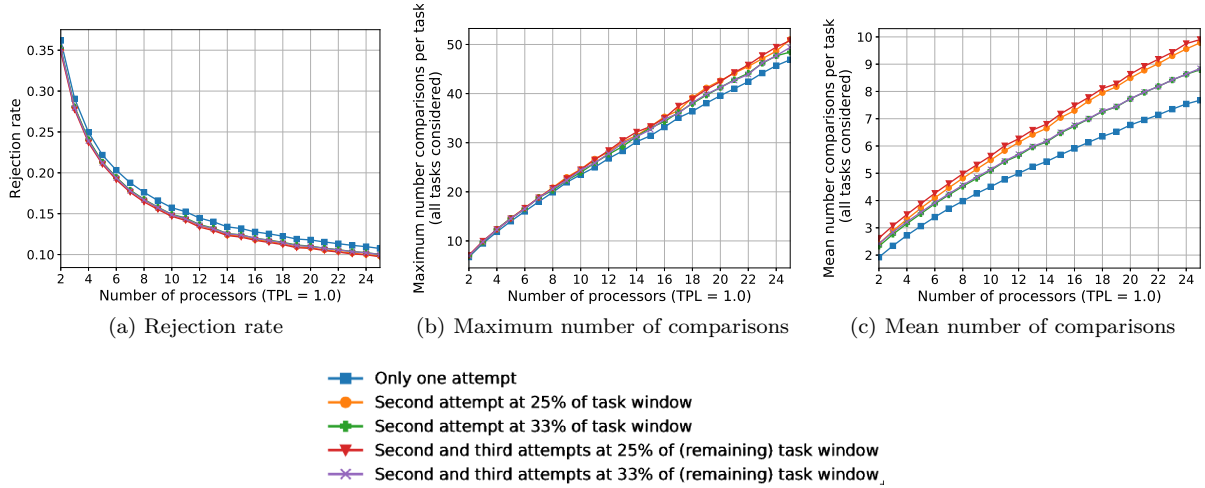 0.35
0.30
0.25
0.20
0.15
0.10
Rejection rate
2 4 6 8 10 12 14 16 18 20 22 24
Number of processors (TPL = 1.0)
(a) Rejection rate
50
40
30
20
10
Maximum number comparisons per task
(all tasks considered)
2 4 6 8 10 12 14 16 18 20 22 24
Number of processors (TPL = 1.0)
(b) Maximum number of comparisons
10
9
8
7
6
5
4
3
2
Mean number comparisons per task
(all tasks considered)
2 4 6 8 10 12 14 16 18 20 22 24
Number of processors (TPL = 1.0)
(c) Mean number of comparisons
Only one attempt
Second attempt at 25% of task window
Second attempt at 33% of task window
Second and third attempts at 25% of (remaining) task window
Second and third attempts at 33% of (remaining) task window